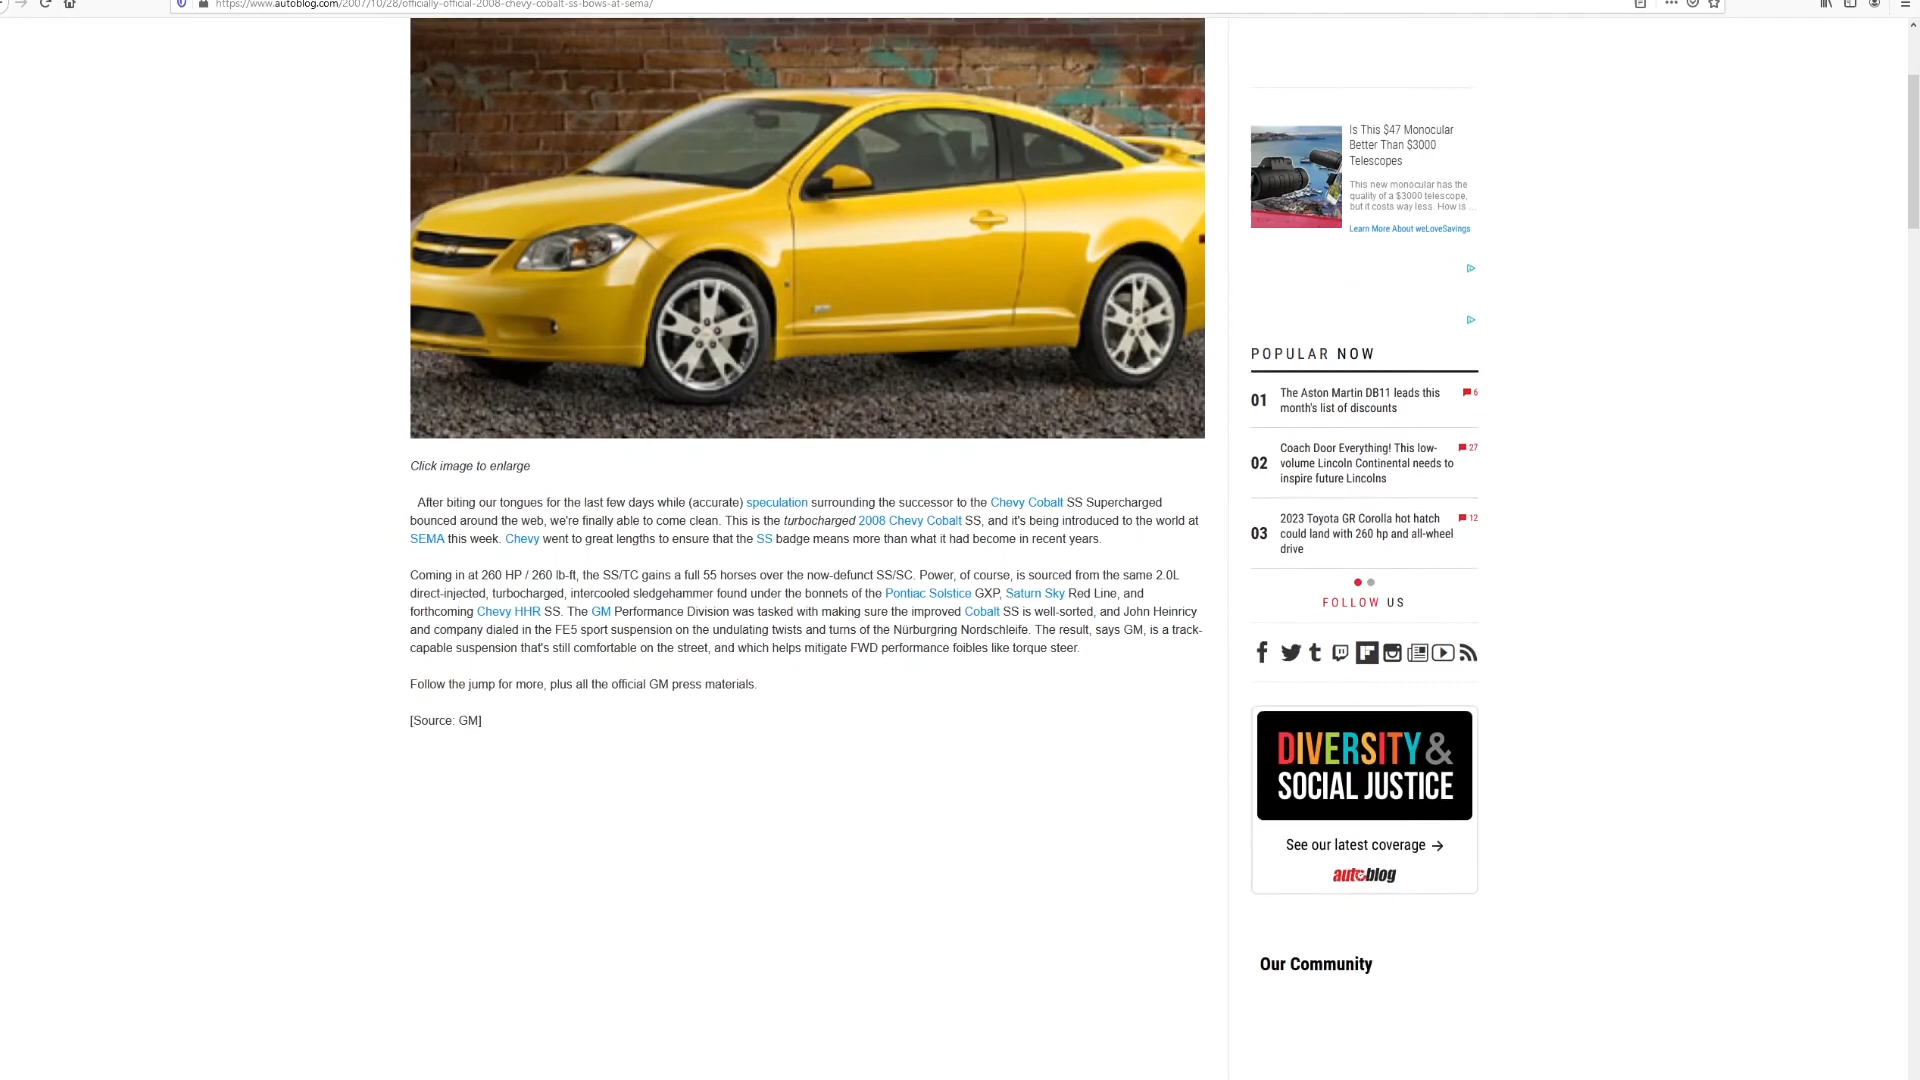 https://www.autoblog.com/2007/10/28/officially-official-2008-chevy-cobalt-ss-bows-at-sema/
Click image to enlarge
After biting our tongues for the last few days while (accurate) speculation surrounding the successor to the Chevy Cobalt SS Supercharged
bounced around the web, we're finally able to come clean. This is the turbocharged 2008 Chevy Cobalt SS, and it's being introduced to the world at
SEMA this week. Chevy went to great lengths to ensure that the SS badge means more than what it had become in recent years.
Coming in at 260 HP / 260 lb-ft, the SS/TC gains a full 55 horses over the now-defunct SS/SC. Power, of course, is sourced from the same 2.0L
direct-injected, turbocharged, intercooled sledgehammer found under the bonnets of the Pontiac Solstice GXP, Saturn Sky Red Line, and
forthcoming Chevy HHR SS. The GM Performance Division was tasked with making sure the improved Cobalt SS is well-sorted, and John Heinricy
and company dialed in the FE5 sport suspension on the undulating twists and turns of the Nürburgring Nordschleife. The result, says GM, is a track-
capable suspension that's still comfortable on the street, and which helps mitigate FWD performance foibles like torque steer.
Follow the jump for more, plus all the official GM press materials.
[Source: GM]
Is This $47 Monocular
Better Than $3000
Telescopes
This new monocular has the
quality of a $3000 telescope,
but it costs way less. How is ...
Learn More About weLoveSavings
POPULAR NOW
01
The Aston Martin DB11 leads this
month's list of discounts
6
02
Coach Door Everything! This low-
volume Lincoln Continental needs to
inspire future Lincolns
27
03
2023 Toyota GR Corolla hot hatch
could land with 260 hp and all-wheel
drive
12
FOLLOW US
DIVERSITY &
SOCIAL JUSTICE
See our latest coverage →
autoblog
Our Community